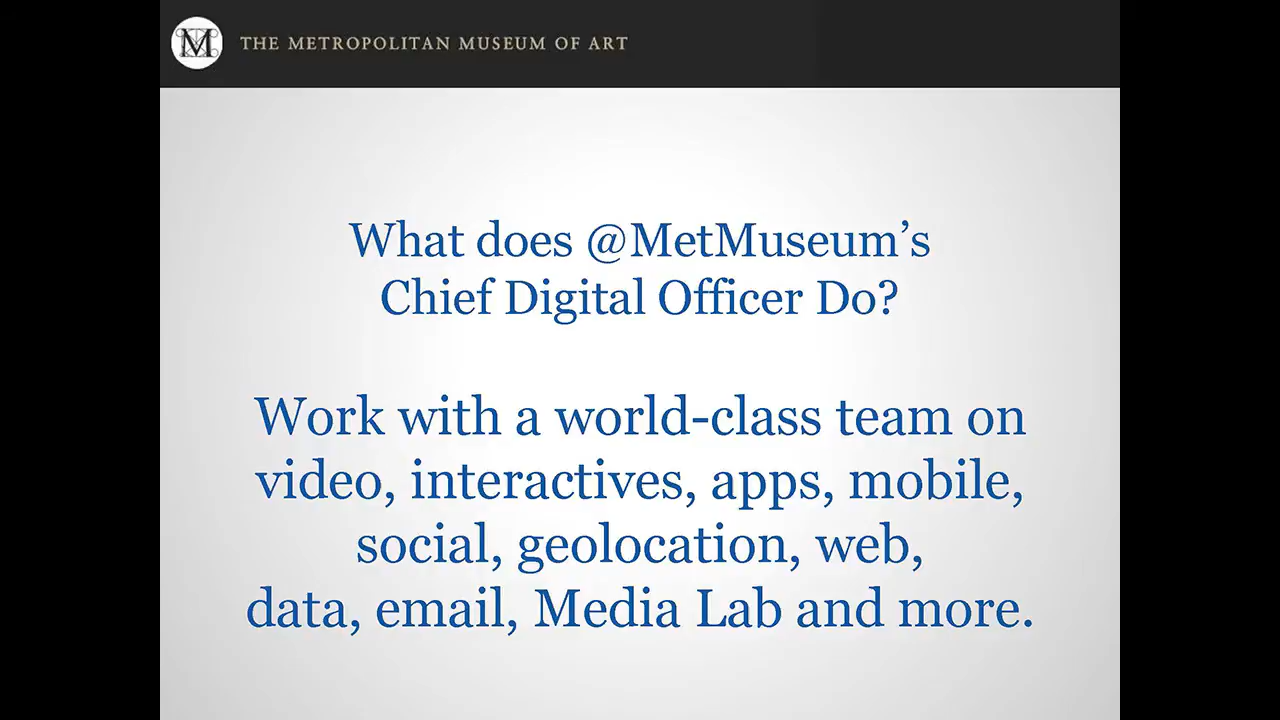 M THE METROPOLITAN MUSEUM OF ART
What does @MetMuseum’s
Chief Digital Officer Do?
Work with a world-class team on
video, interactives, apps, mobile,
social, geolocation, web,
data, email, Media Lab and more.